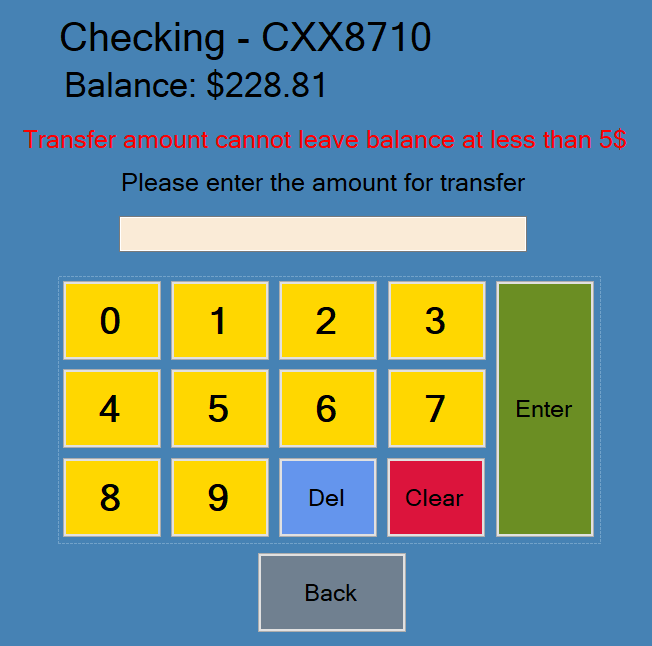 Checking - CXX8710
Balance: $228.81
Transfer amount cannot leave balance at less than 5$
Please enter the amount for transfer
0 1 2 3
4 5 6 7 Enter
8 9 Del Clear
Back